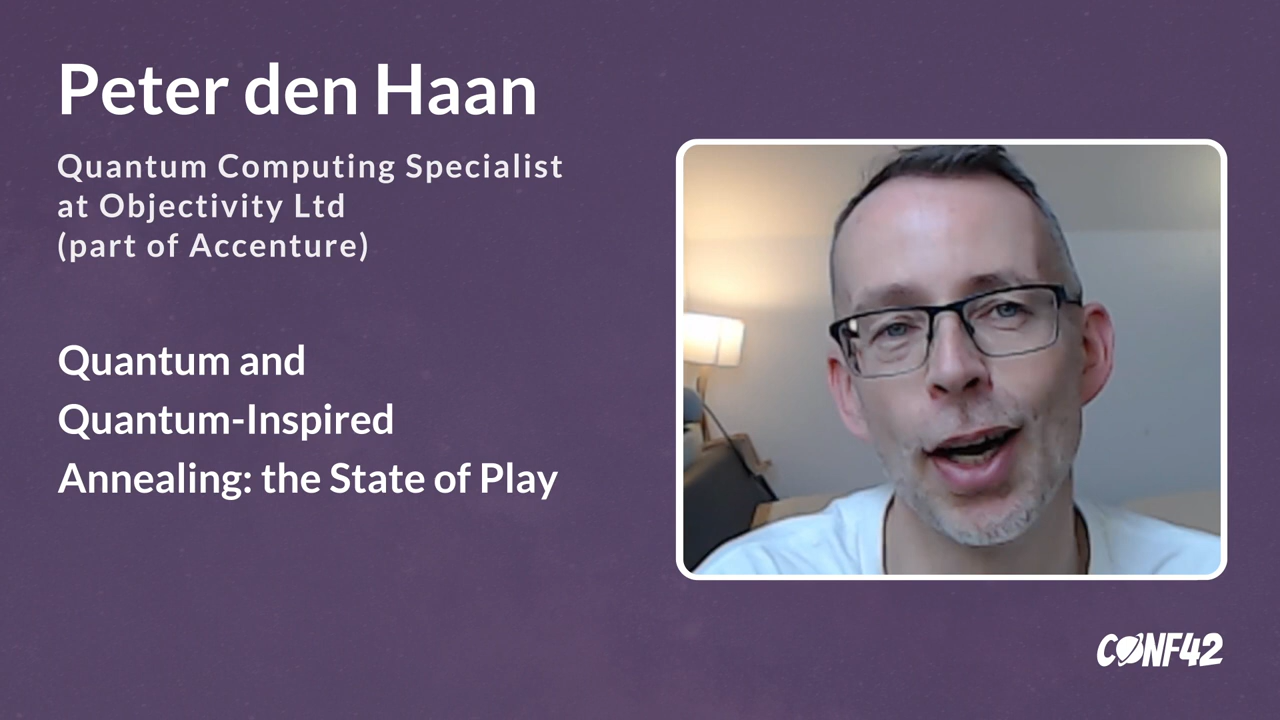 Peter den Haan
Quantum Computing Specialist
at Objectivity Ltd
(part of Accenture)
Quantum and
Quantum-Inspired
Annealing: the State of Play
CONF42